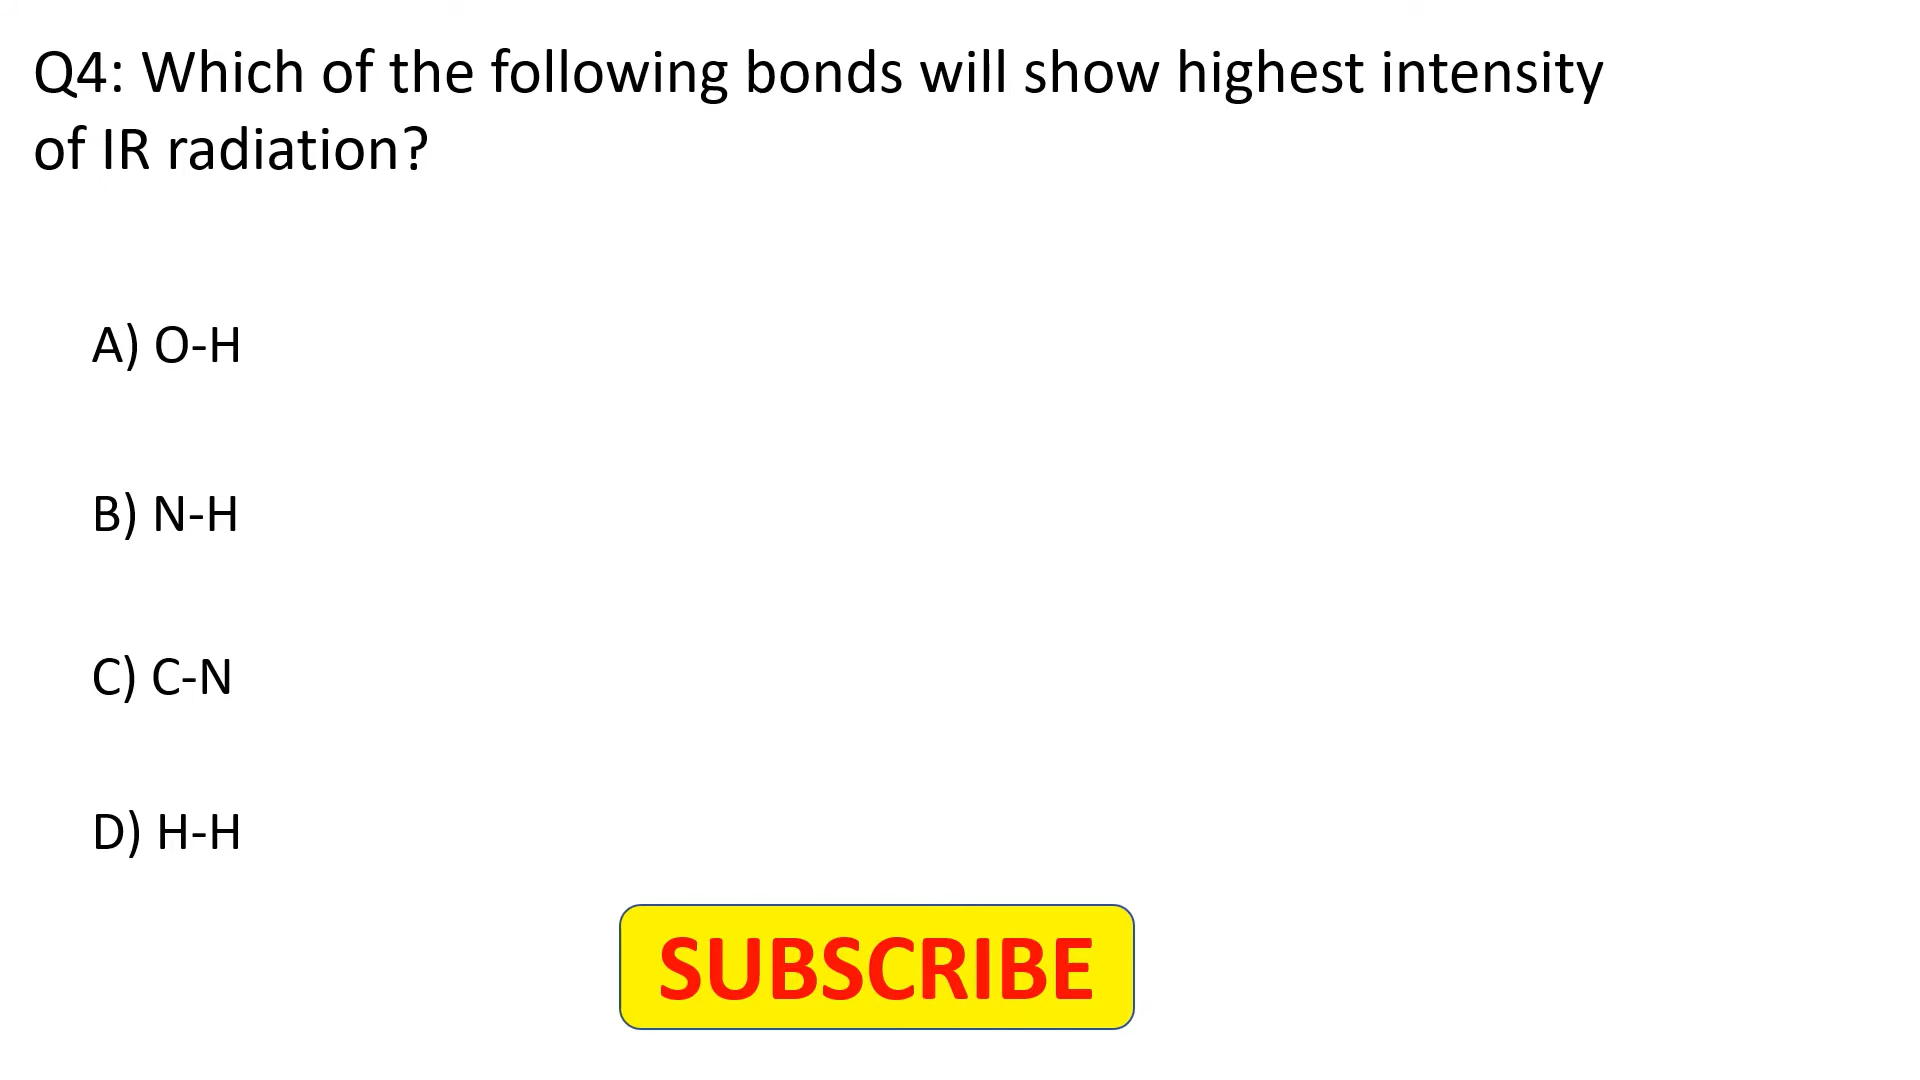 Q4: Which of the following bonds will show highest intensity
of IR radiation?
A) O-H
B) N-H
C) C-N
D) H-H
SUBSCRIBE